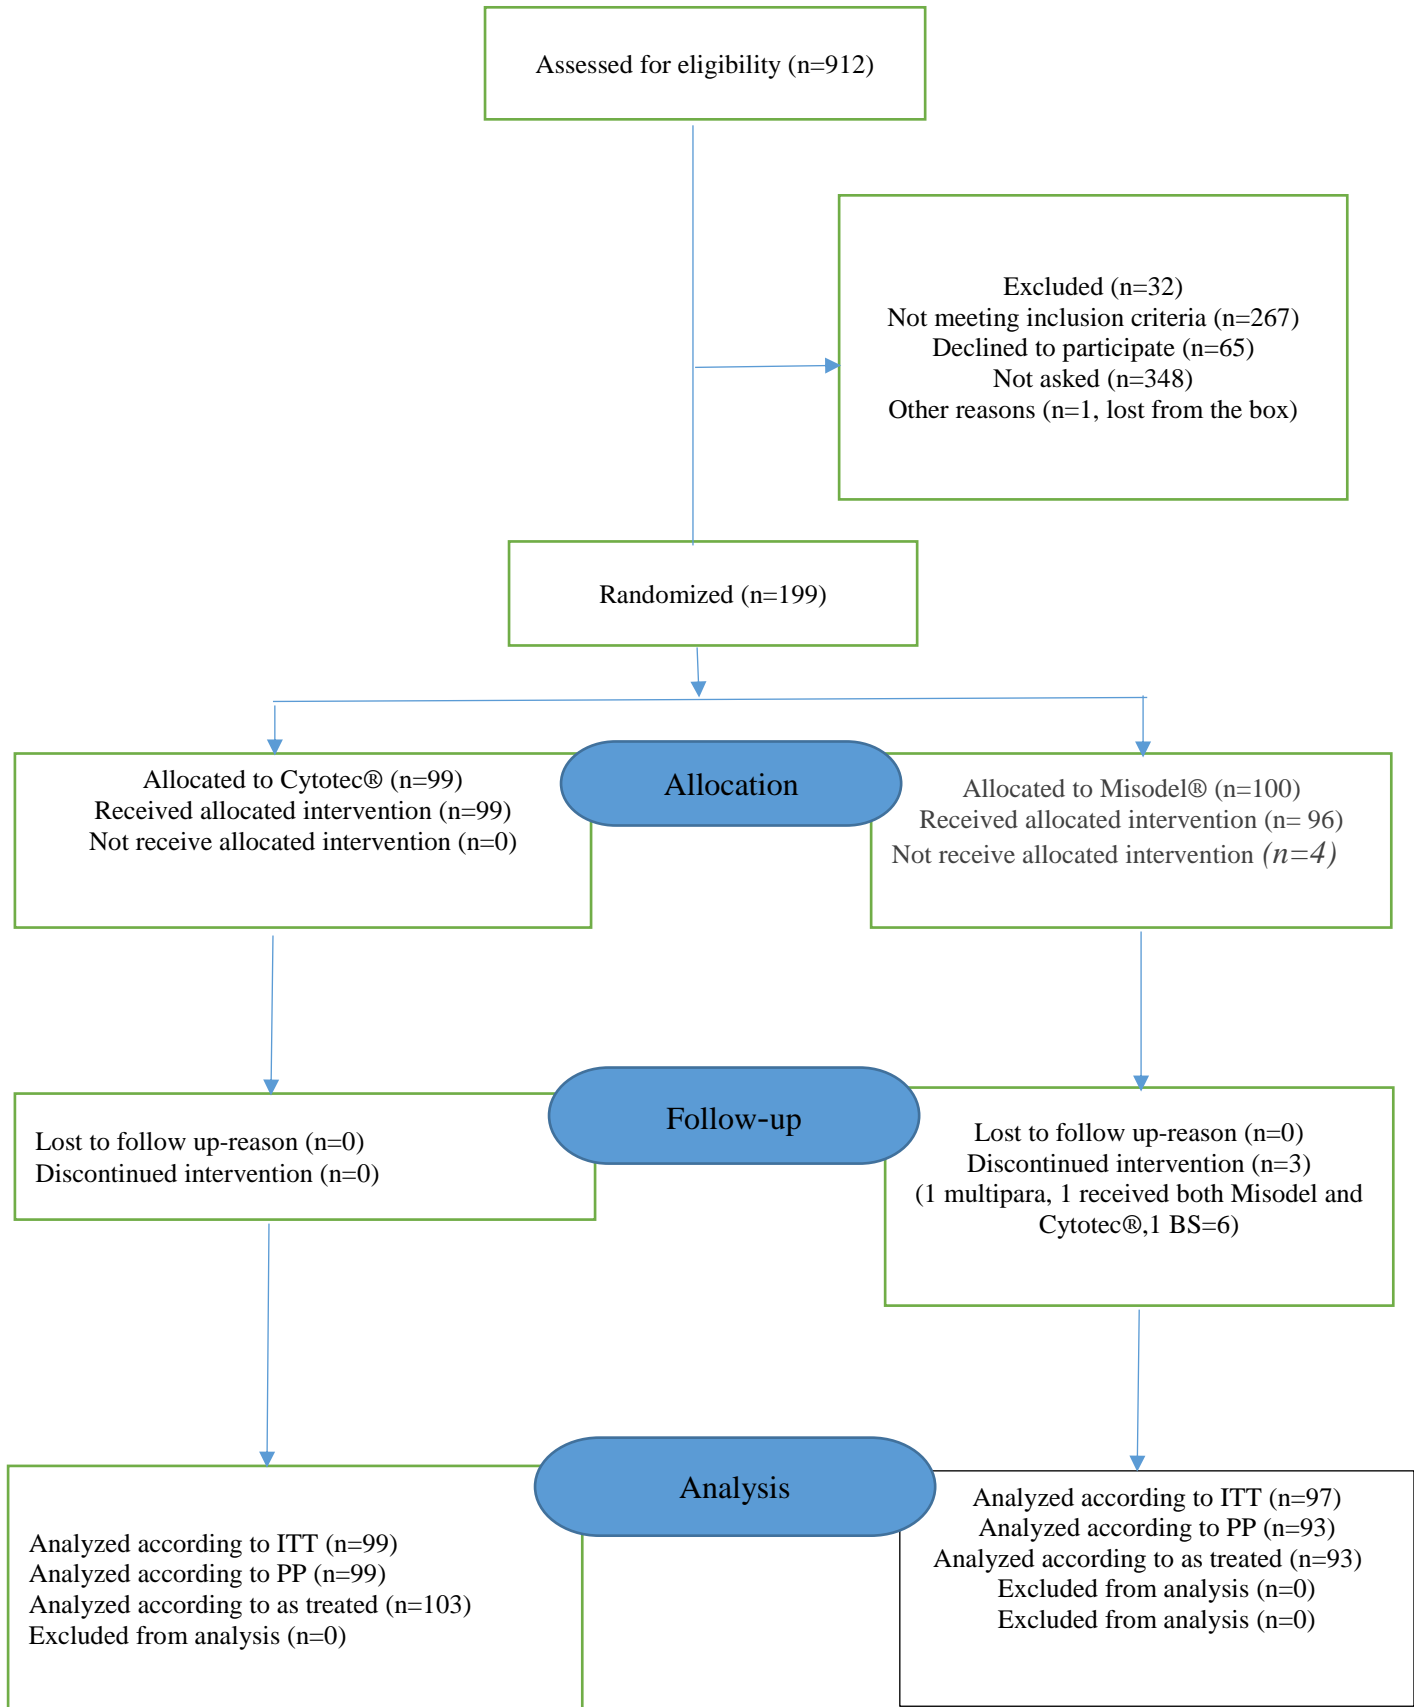 Assessed for eligibility (n=912)
Excluded (n=32)
Not meeting inclusion criteria (n=267)
Declined to participate (n=65)
Not asked (n=348)
Other reasons (n=1, lost from the box)
Randomized (n=199)
Allocation
Allocated to Cytotec® (n=99)
Received allocated intervention (n=99)
Not receive allocated intervention (n=0)
Allocated to Misodel® (n=100)
Received allocated intervention (n= 96)
Not receive allocated intervention (n=4)
Follow-up
Lost to follow up-reason (n=0)
Discontinued intervention (n=0)
Lost to follow up-reason (n=0)
Discontinued intervention (n=3)
(1 multipara, 1 received both Misodel and
Cytotec®,1 BS=6)
Analysis
Analyzed according to ITT (n=99)
Analyzed according to PP (n=99)
Analyzed according to as treated (n=103)
Excluded from analysis (n=0)
Analyzed according to ITT (n=97)
Analyzed according to PP (n=93)
Analyzed according to as treated (n=93)
Excluded from analysis (n=0)
Excluded from analysis (n=0)